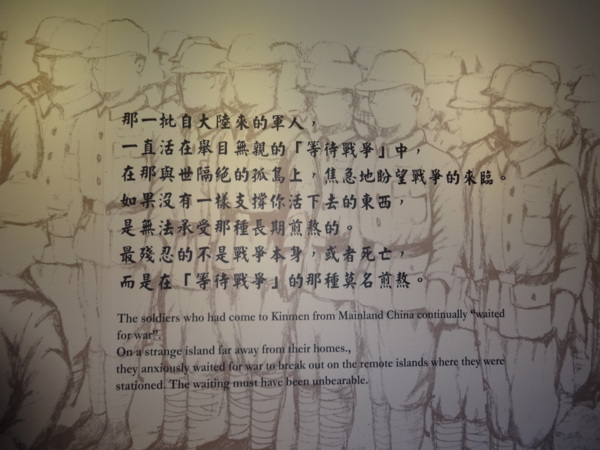 那一批自大陸來的軍人，
一直活在舉目無親的「等待戰爭」中，
在那與世隔絕的孤島上，焦急地盼望戰爭的來臨。
如果沒有一樣支撐你活下去的東西，
是無法承受那種長期煎熬的。
最殘忍的不是戰爭本身，或者死亡，
而是在「等待戰爭」的那種莫名煎熬。
The soldiers who had come to Kinmen from Mainland China continually "waited
for war".
On a strange island far away from their homes.,
they anxiously waited for war to break out on the remote islands where they were
stationed. The waiting must have been unbearable.